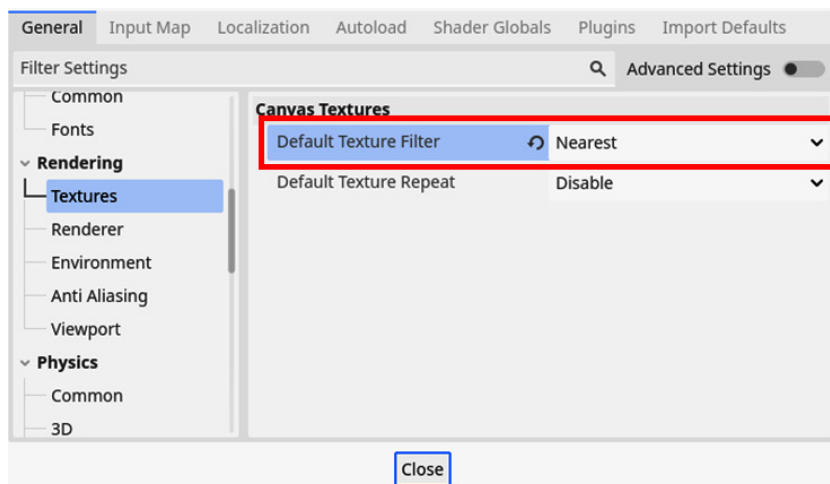 General Input Map Localization Autoload Shader Globals Plugins Import Defaults
Filter Settings Advanced Settings
Common
Fonts
Rendering
Textures
Renderer
Environment
Anti Aliasing
Viewport
Physics
Common
3D
Canvas Textures
Default Texture Filter Nearest
Default Texture Repeat Disable
Close